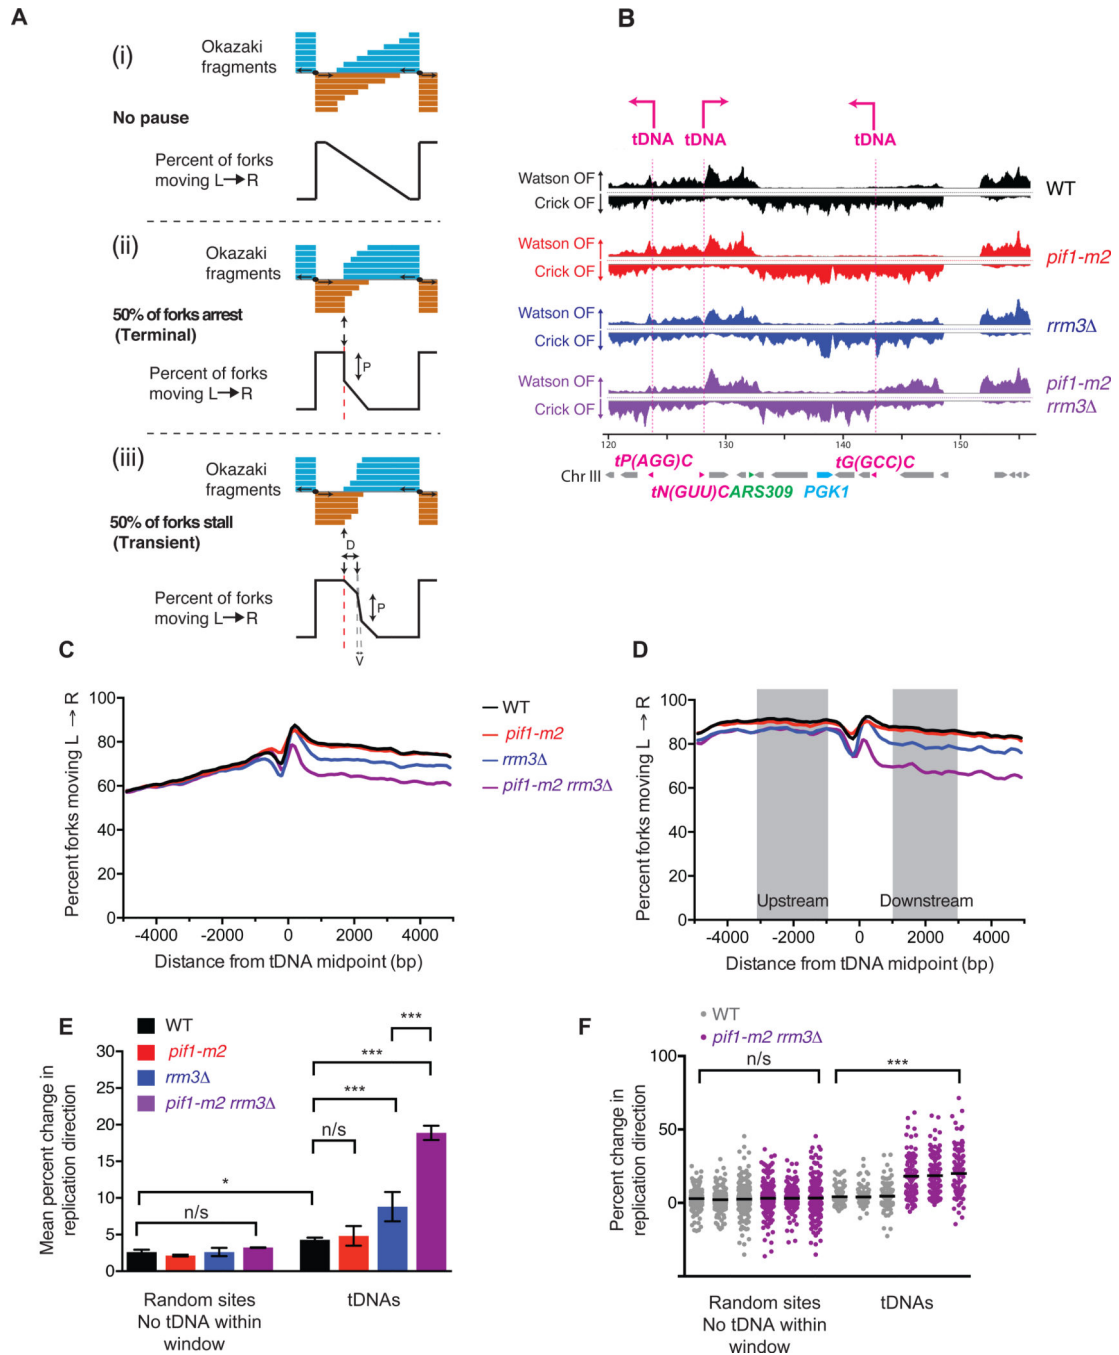 A
(i)
Okazaki
fragments
No pause
Percent of forks
moving L→R
(ii)
Okazaki
fragments
50% of forks arrest
(Terminal)
P
Percent of forks
moving L→R
(iii)
Okazaki
fragments
50% of forks stall
(Transient)
D
Percent of forks
moving L→R
P
V
B
tDNA tDNA tDNA
Watson OF
Crick OF
WT
Watson OF
Crick OF
pif1-m2
Watson OF
Crick OF
rrm3Δ
Watson OF
Crick OF
pif1-m2
rrm3Δ
120 130 140 150
tP(AGG)C tG(GCC)C
Chr III
tN(GUU)C ARS309 PGK1
C
Percent forks moving L → R
100
80
60
40
20
0
-4000 -2000 0 2000 4000
Distance from tDNA midpoint (bp)
WT
pif1-m2
rrm3Δ
pif1-m2 rrm3Δ
D
Percent forks moving L → R
100
80
60
40
20
0
Upstream Downstream
-4000 -2000 0 2000 4000
Distance from tDNA midpoint (bp)
E
WT
pif1-m2
rrm3Δ
pif1-m2 rrm3Δ
Mean percent change in
replication direction
30
25
20
15
10
5
0
***
***
***
n/s
*
n/s
Random sites
No tDNA within
window
tDNAs
F
WT
pif1-m2 rrm3Δ
Percent change in
replication direction
100
50
0
n/s
***
Random sites
No tDNA within
window
tDNAs